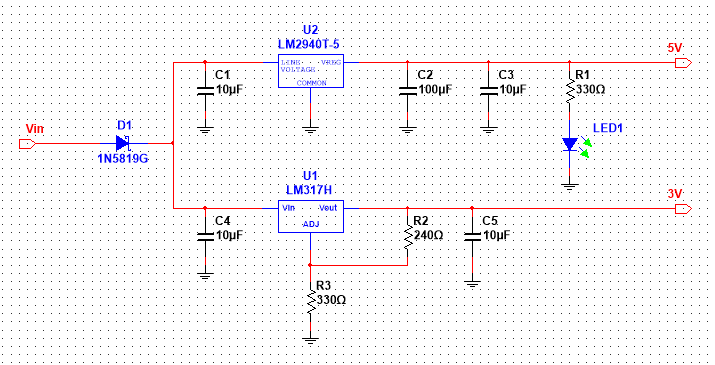 U2
LM2940T-5
5V
LINE VREG
VOLTAGE
COMMON
C1
10µF
C2
100µF
C3
10µF
R1
330Ω
Vin
D1
1N5819G
LED1
U1
LM317H
3V
Vin Vout
ADJ
C4
10µF
R2
240Ω
C5
10µF
R3
330Ω